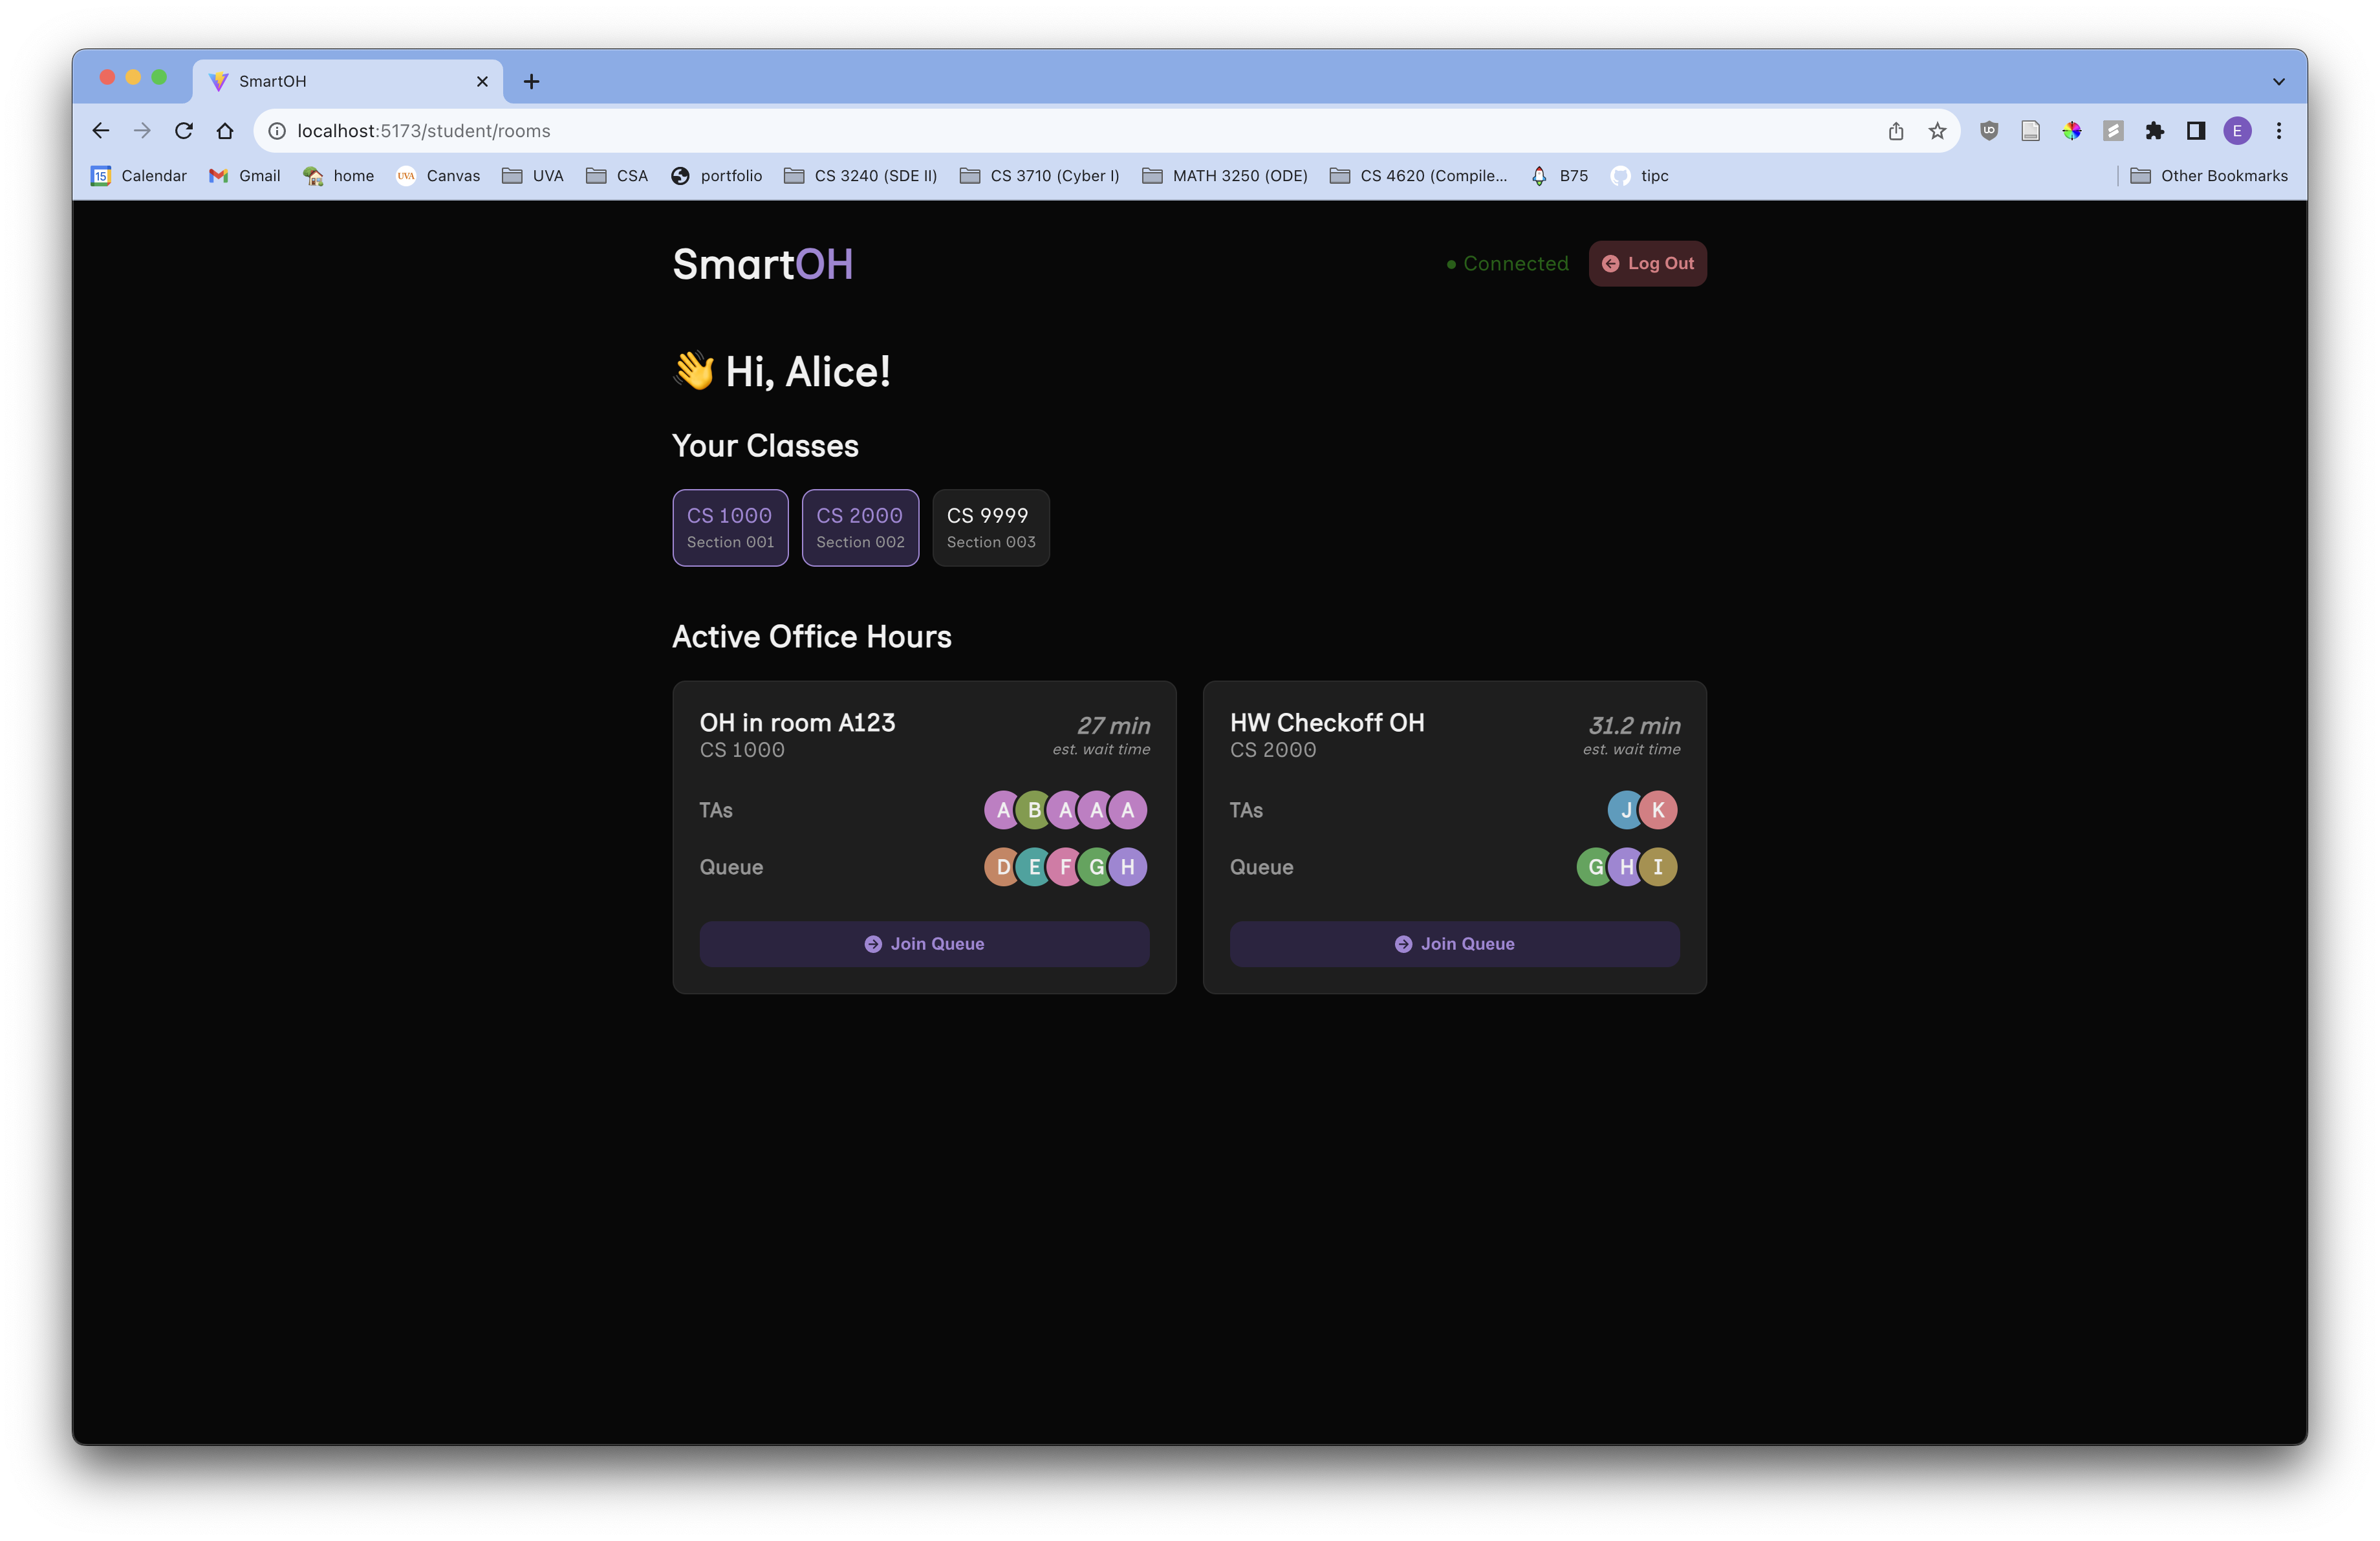 SmartOH
localhost:5173/student/rooms
E
15 Calendar Gmail home UVA Canvas UVA CSA portfolio CS 3240 (SDE II) CS 3710 (Cyber I) MATH 3250 (ODE) CS 4620 (Compile... B75 tipc Other Bookmarks
SmartOH
Connected
Log Out
👋 Hi, Alice!
Your Classes
CS 1000
Section 001
CS 2000
Section 002
CS 9999
Section 003
Active Office Hours
OH in room A123
27 min
CS 1000
est. wait time
TAs
A B A A A
Queue
D E F G H
Join Queue
HW Checkoff OH
31.2 min
CS 2000
est. wait time
TAs
J K
Queue
G H I
Join Queue